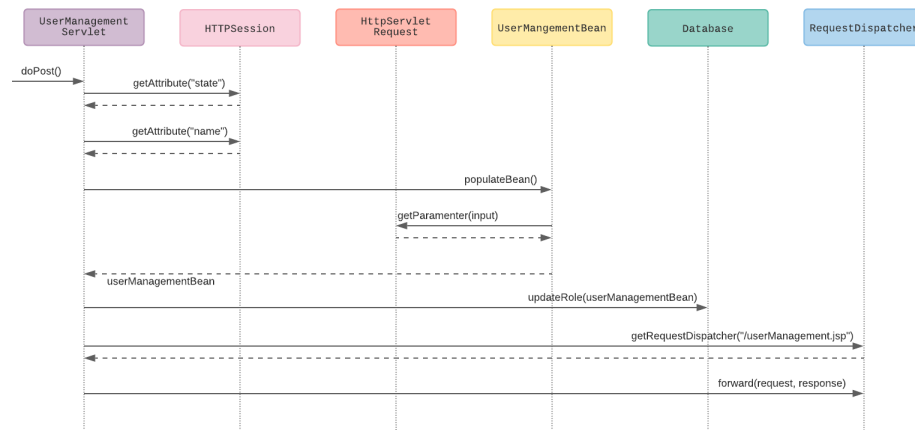 UserManagement
Servlet
HTTPSession
HttpServlet
Request
UserMangementBean
Database
RequestDispatcher
doPost()
getAttribute("state")
getAttribute("name")
populateBean()
getParamenter(input)
userManagementBean
updateRole(userManagementBean)
getRequestDispatcher("/userManagement.jsp")
forward(request, response)